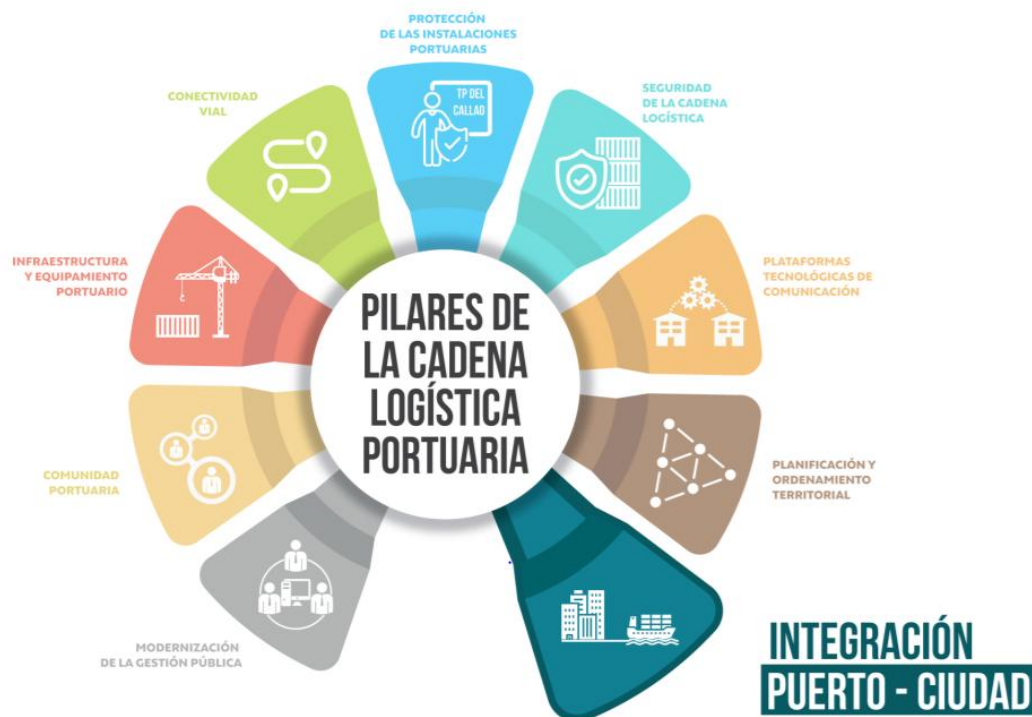 PROTECCIÓN
DE LAS INSTALACIONES
PORTUARIAS
TP DEL
CALLAO
SEGURIDAD
DE LA CADENA
LOGÍSTICA
CONECTIVIDAD
VIAL
PLATAFORMAS
TECNOLÓGICAS DE
COMUNICACIÓN
INFRAESTRUCTURA
Y EQUIPAMIENTO
PORTUARIO
PILARES DE
LA CADENA
LOGÍSTICA
PORTUARIA
PLANIFICACIÓN Y
ORDENAMIENTO
TERRITORIAL
COMUNIDAD
PORTUARIA
MODERNIZACIÓN
DE LA GESTIÓN PÚBLICA
INTEGRACIÓN
PUERTO - CIUDAD